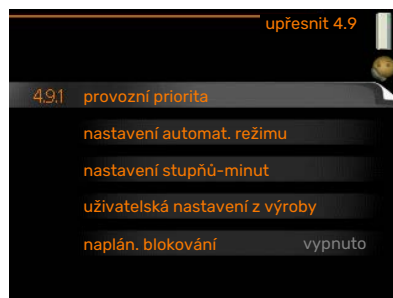 upřesnit 4.9
4.9.1 provozní priorita
nastavení automat. režimu
nastavení stupňů-minut
uživatelská nastavení z výroby
naplán. blokování vypnuto